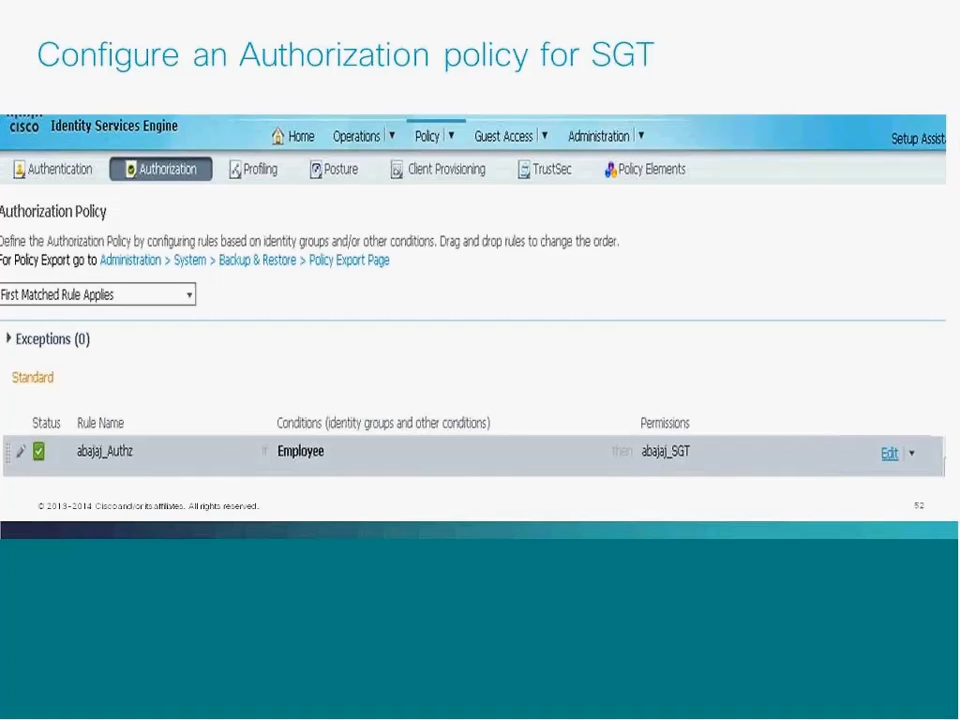 Configure an Authorization policy for SGT
CISCO Identity Services Engine
Home Operations Policy Guest Access Administration Setup Assist
Authentication Authorization Profiling Posture Client Provisioning TrustSec Policy Elements
Authorization Policy
Define the Authorization Policy by configuring rules based on identity groups and/or other conditions. Drag and drop rules to change the order.
For Policy Export go to Administration > System > Backup & Restore > Policy Export Page
First Matched Rule Applies
Exceptions (0)
Standard
Status Rule Name Conditions (identity groups and other conditions) Permissions
abajaj_Authz if Employee then abajaj_SGT Edit
© 2013-2014 Cisco and/or its affiliates. All rights reserved. 52